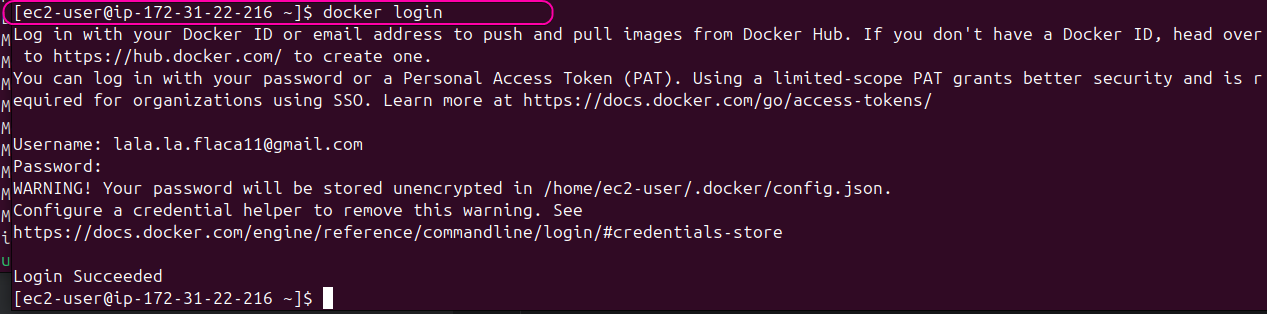 [ec2-user@ip-172-31-22-216 ~]$ docker login
Log in with your Docker ID or email address to push and pull images from Docker Hub. If you don't have a Docker ID, head over
 to https://hub.docker.com/ to create one.
You can log in with your password or a Personal Access Token (PAT). Using a limited-scope PAT grants better security and is r
equired for organizations using SSO. Learn more at https://docs.docker.com/go/access-tokens/
Username: lala.la.flaca11@gmail.com
Password:
WARNING! Your password will be stored unencrypted in /home/ec2-user/.docker/config.json.
Configure a credential helper to remove this warning. See
https://docs.docker.com/engine/reference/commandline/login/#credentials-store
Login Succeeded
[ec2-user@ip-172-31-22-216 ~]$